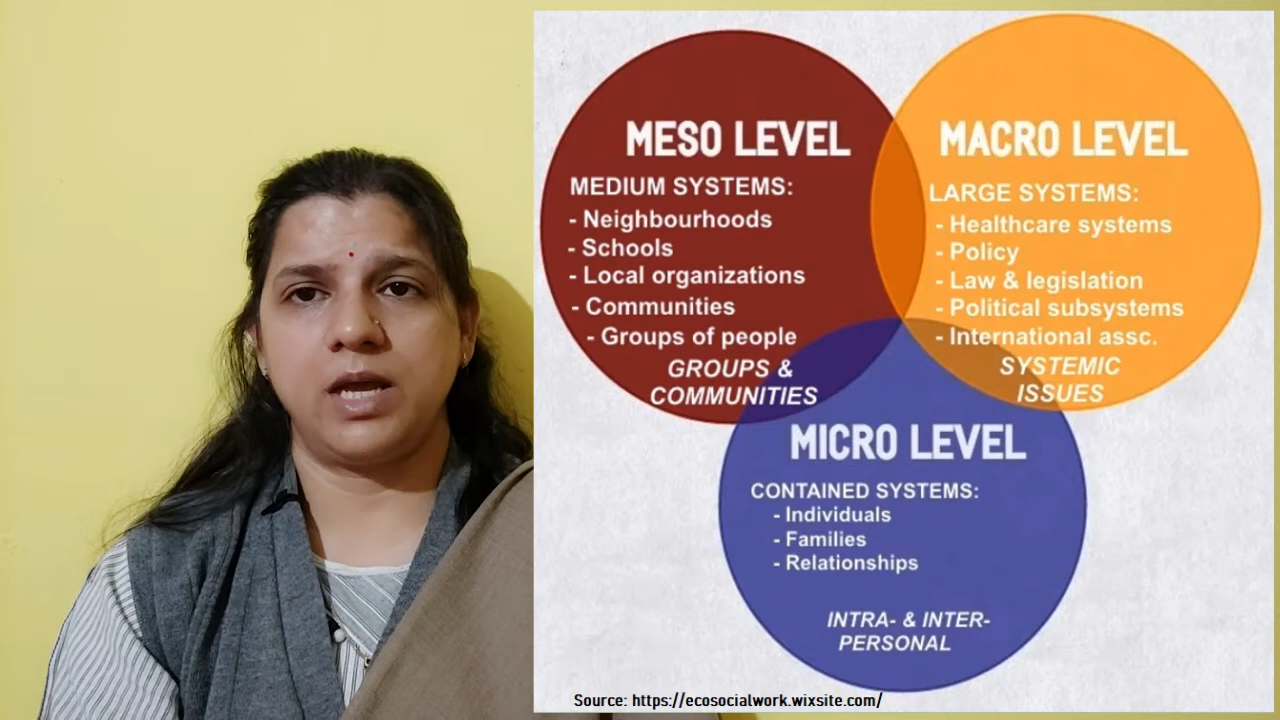 MESO LEVEL
MEDIUM SYSTEMS:
- Neighbourhoods
- Schools
- Local organizations
- Communities
- Groups of people
GROUPS &
COMMUNITIES
MACRO LEVEL
LARGE SYSTEMS:
- Healthcare systems
- Policy
- Law & legislation
- Political subsystems
- International assc.
SYSTEMIC
ISSUES
MICRO LEVEL
CONTAINED SYSTEMS:
- Individuals
- Families
- Relationships
INTRA- & INTER-
PERSONAL
Source: https://ecosocialwork.wixsite.com/